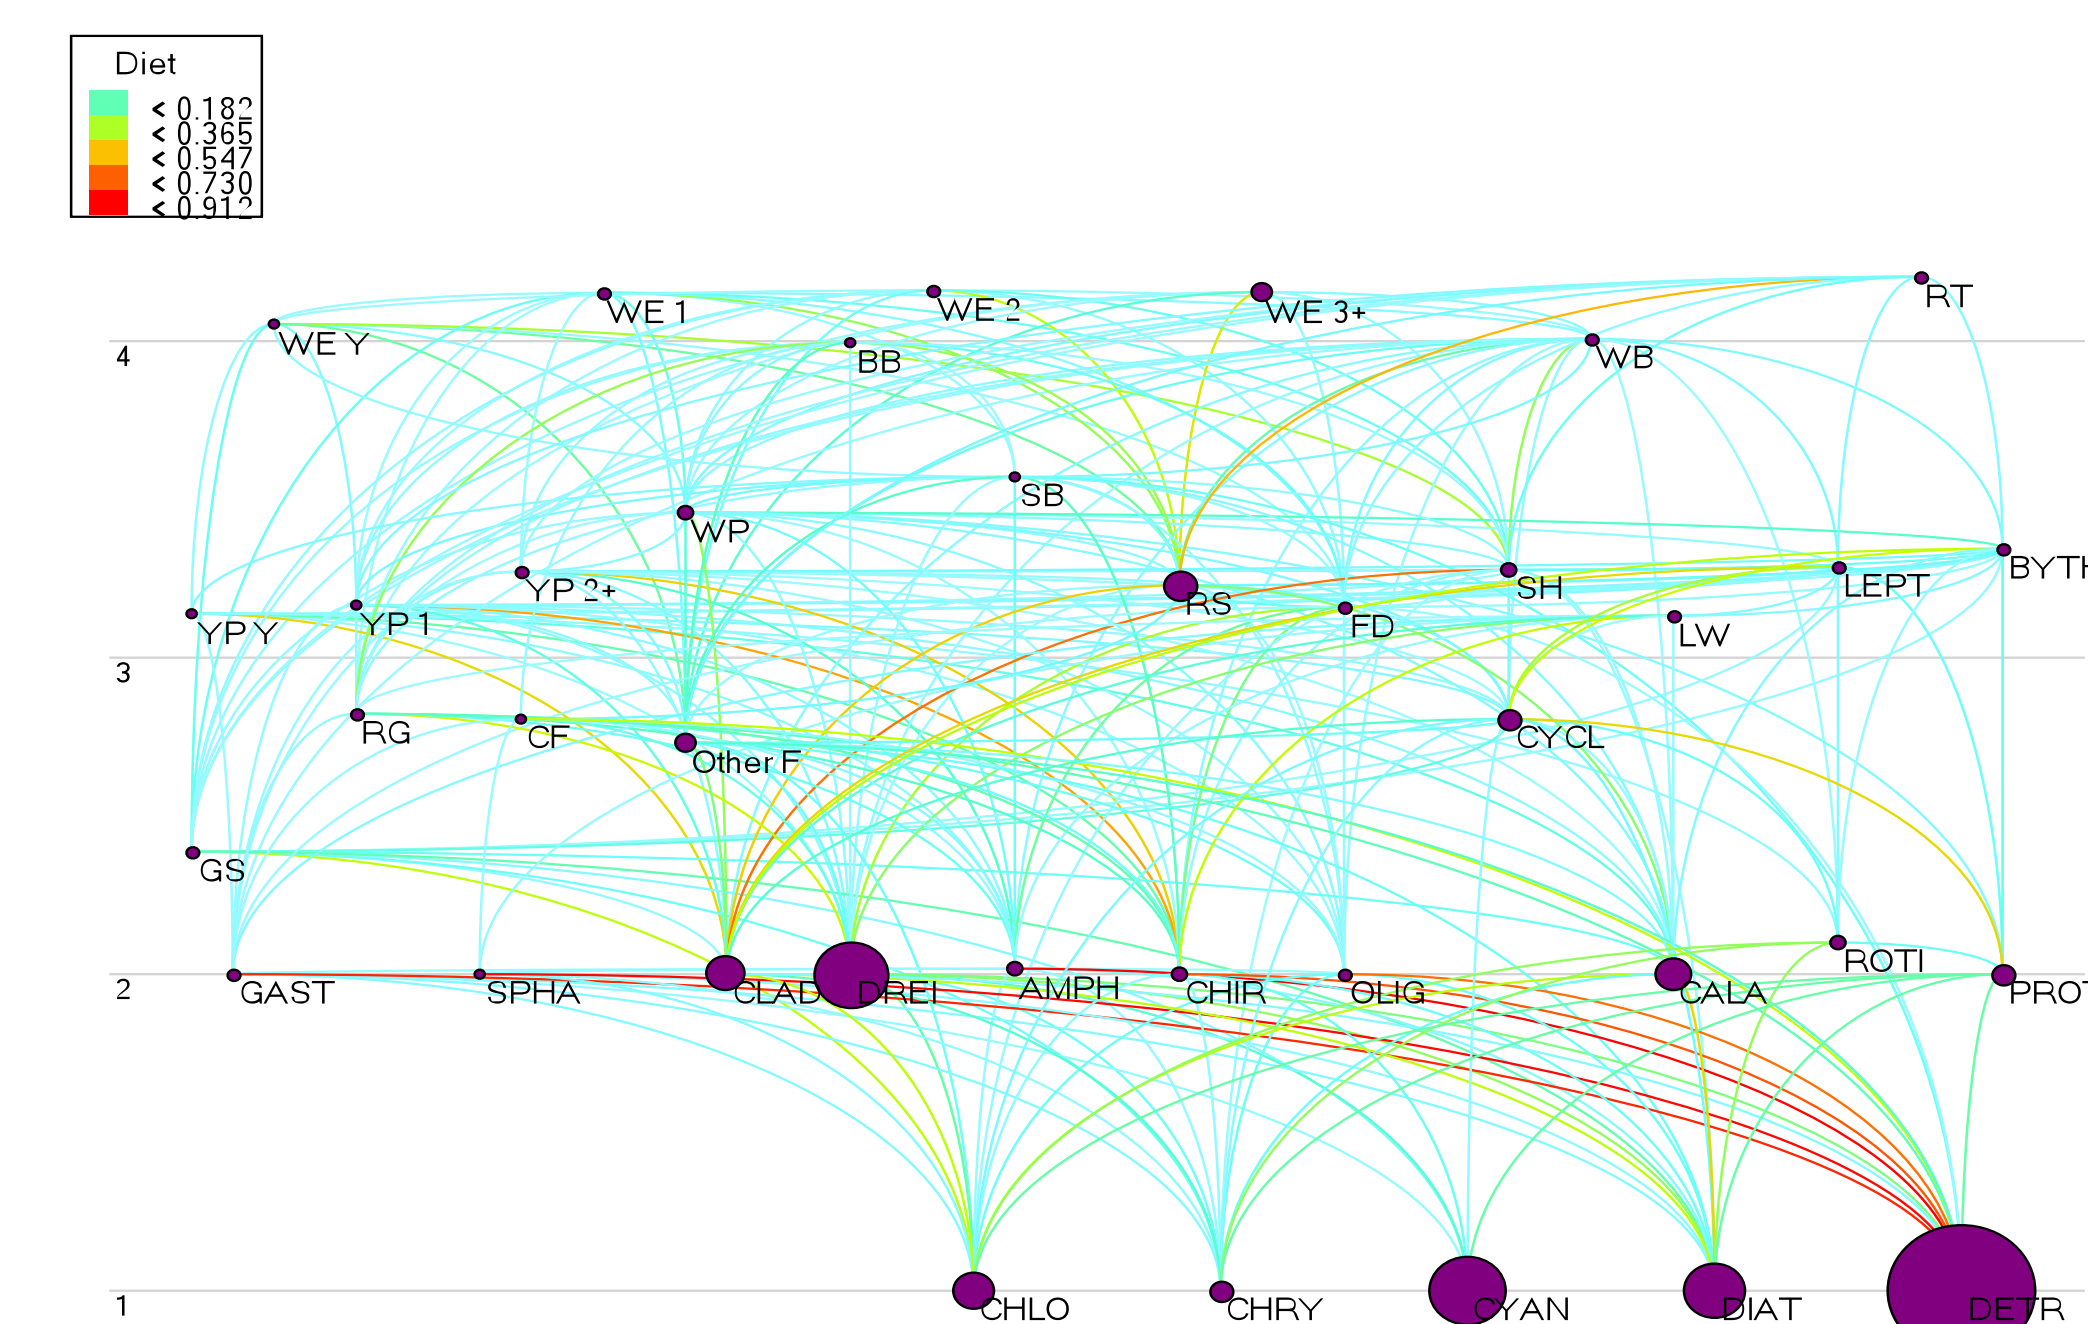 Diet
< 0.182
< 0.365
< 0.547
< 0.730
< 0.912
RT
WE 1
WE 2
WE 3+
WE Y
4
BB
WB
SB
WP
BYTH
YP 2+
RS
SH
LEPT
YP Y
YP 1
FD
LW
3
RG
CF
CYCL
Other F
GS
ROTI
2
GAST
SPHA
CLAD
DREI
AMPH
CHIR
OLIG
CALA
PROT
1
CHLO
CHRY
CYAN
DIAT
DETR